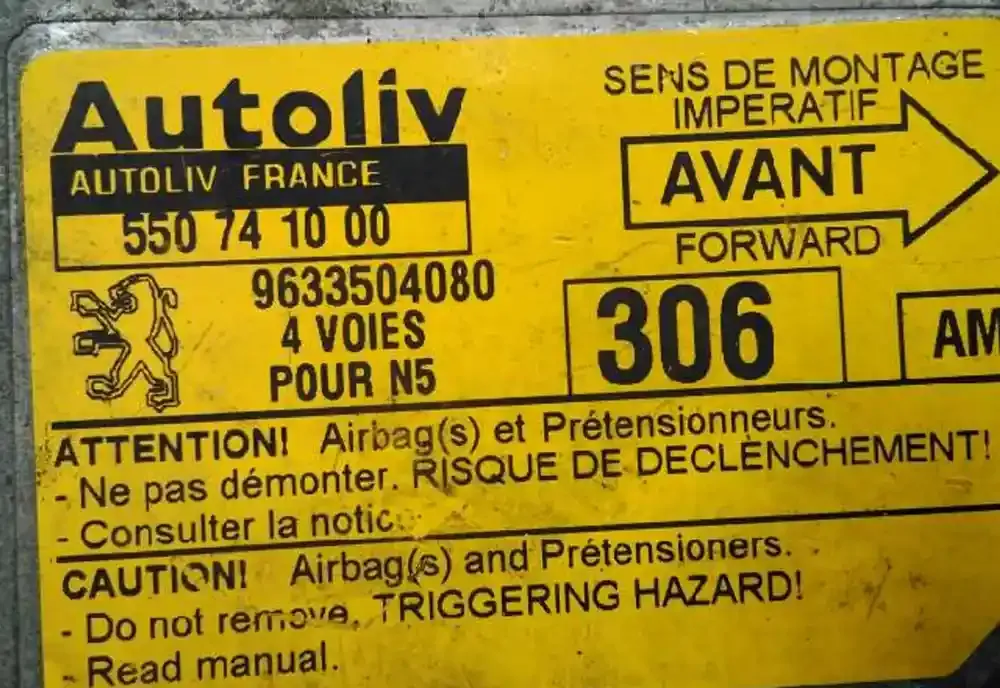 Autoliv
AUTOLIV FRANCE
550 74 10 00
SENS DE MONTAGE
IMPERATIF
AVANT
FORWARD
9633504080
4 VOIES
POUR N5
306
AM
ATTENTION! Airbag(s) et Prétensionneurs.
- Ne pas démonter. RISQUE DE DECLENCHEMENT!
- Consulter la notic
CAUTION! Airbag(s) and Prétensioners.
- Do not remove. TRIGGERING HAZARD!
- Read manual.